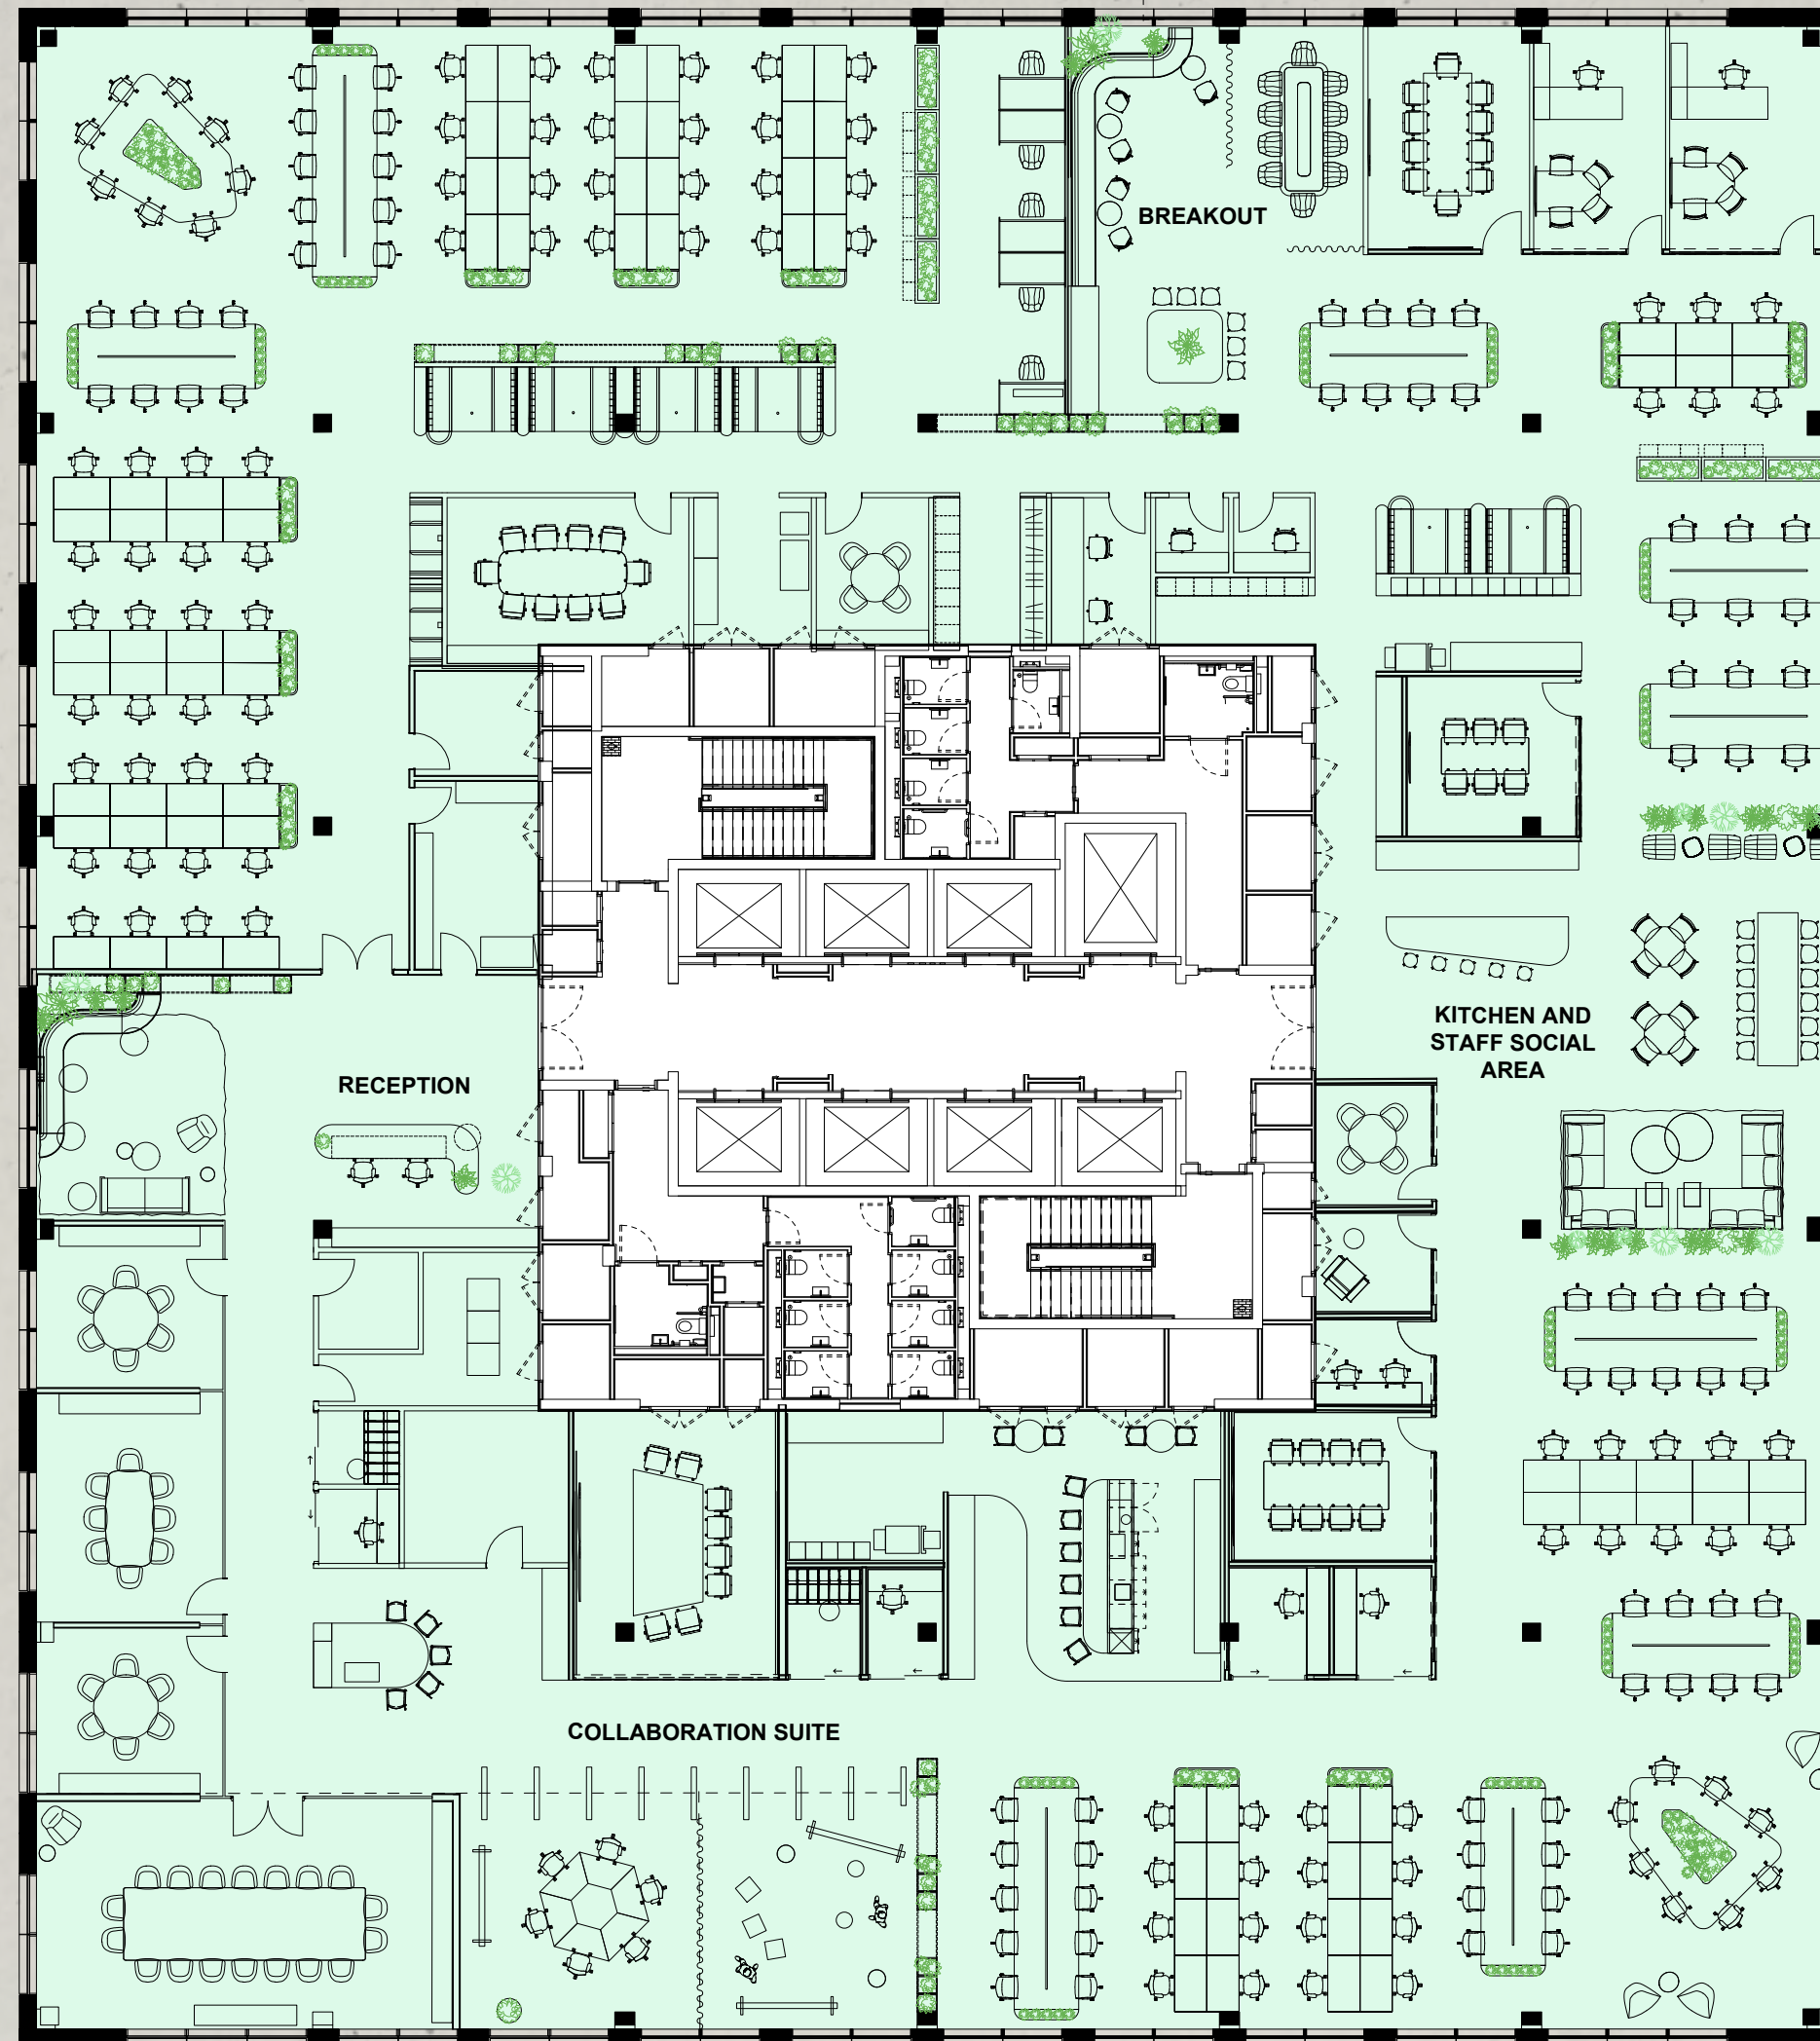 BREAKOUT
KITCHEN AND
STAFF SOCIAL
AREA
RECEPTION
COLLABORATION SUITE